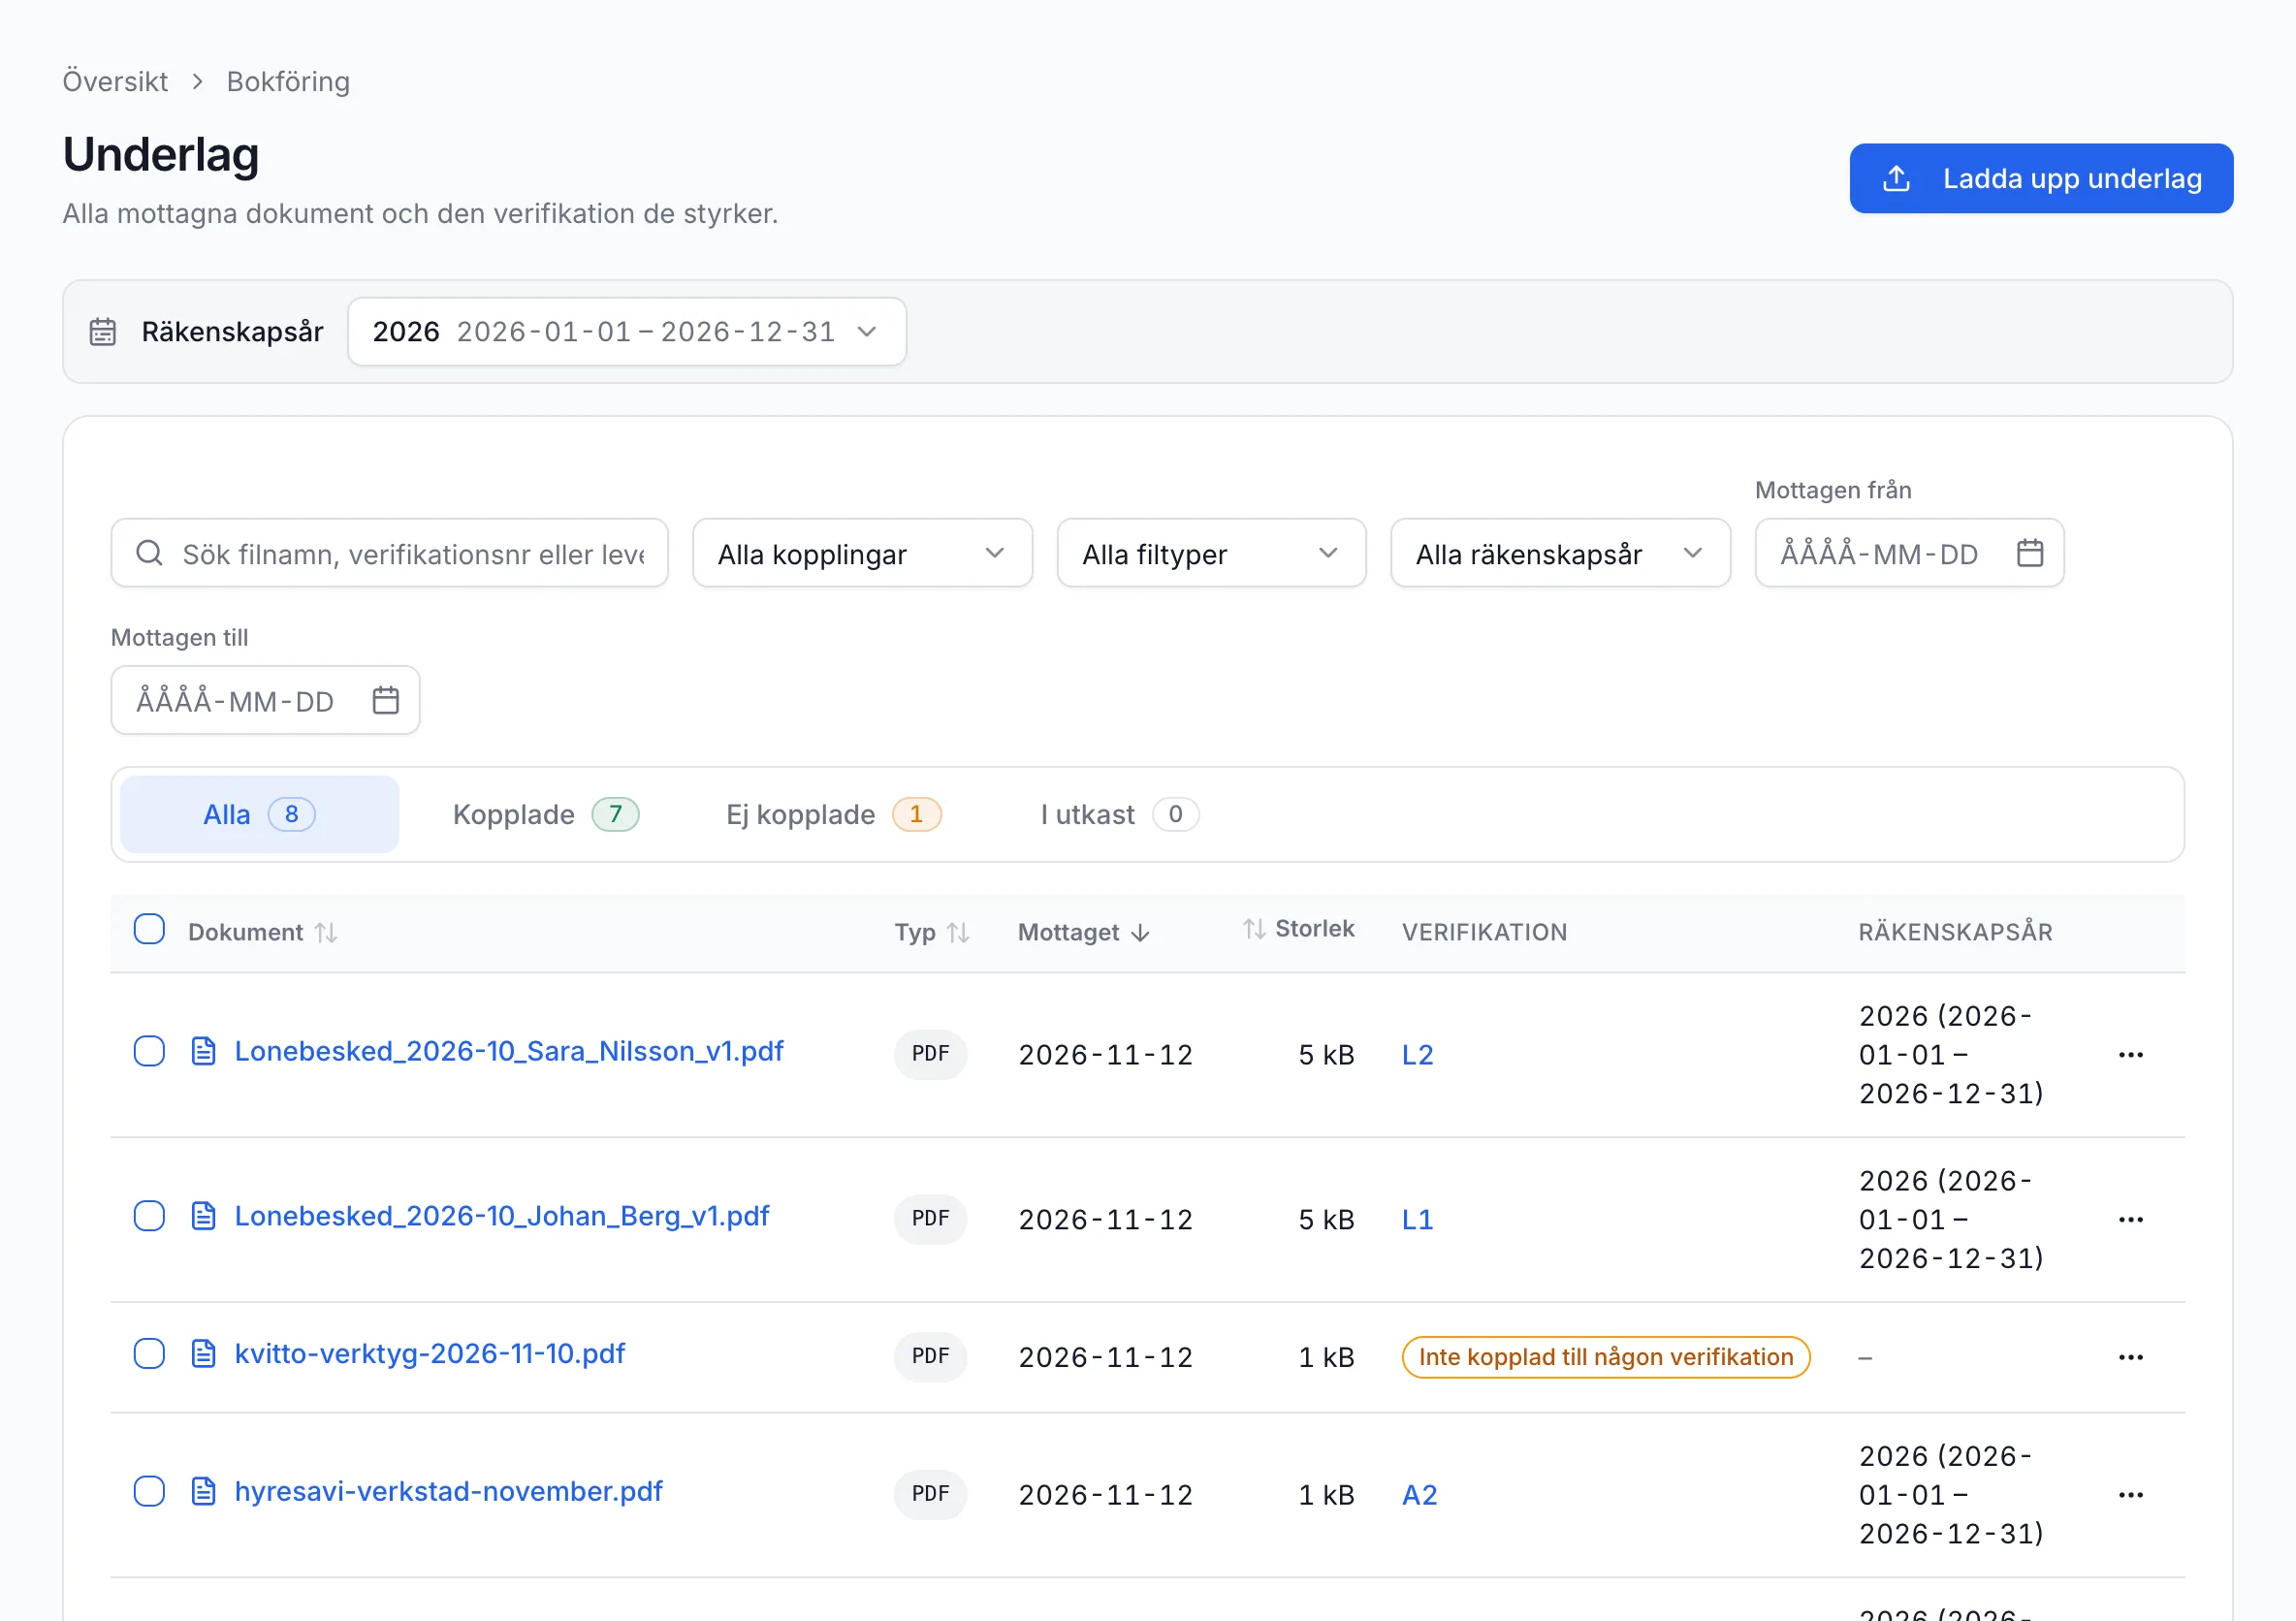 Översikt > Bokföring
Underlag
Alla mottagna dokument och den verifikation de styrker.
Ladda upp underlag
Räkenskapsår 2026 2026-01-01 – 2026-12-31
Mottagen från
Sök filnamn, verifikationsnr eller leve Alla kopplingar Alla filtyper Alla räkenskapsår ÅÅÅÅ-MM-DD
Mottagen till
ÅÅÅÅ-MM-DD
Alla 8 Kopplade 7 Ej kopplade 1 I utkast 0
Dokument Typ Mottaget Storlek VERIFIKATION RÄKENSKAPSÅR
Lonebesked_2026-10_Sara_Nilsson_v1.pdf PDF 2026-11-12 5 kB L2 2026 (2026-
01-01 –
2026-12-31)
Lonebesked_2026-10_Johan_Berg_v1.pdf PDF 2026-11-12 5 kB L1 2026 (2026-
01-01 –
2026-12-31)
kvitto-verktyg-2026-11-10.pdf PDF 2026-11-12 1 kB Inte kopplad till någon verifikation –
hyresavi-verkstad-november.pdf PDF 2026-11-12 1 kB A2 2026 (2026-
01-01 –
2026-12-31)
2026 (2026-